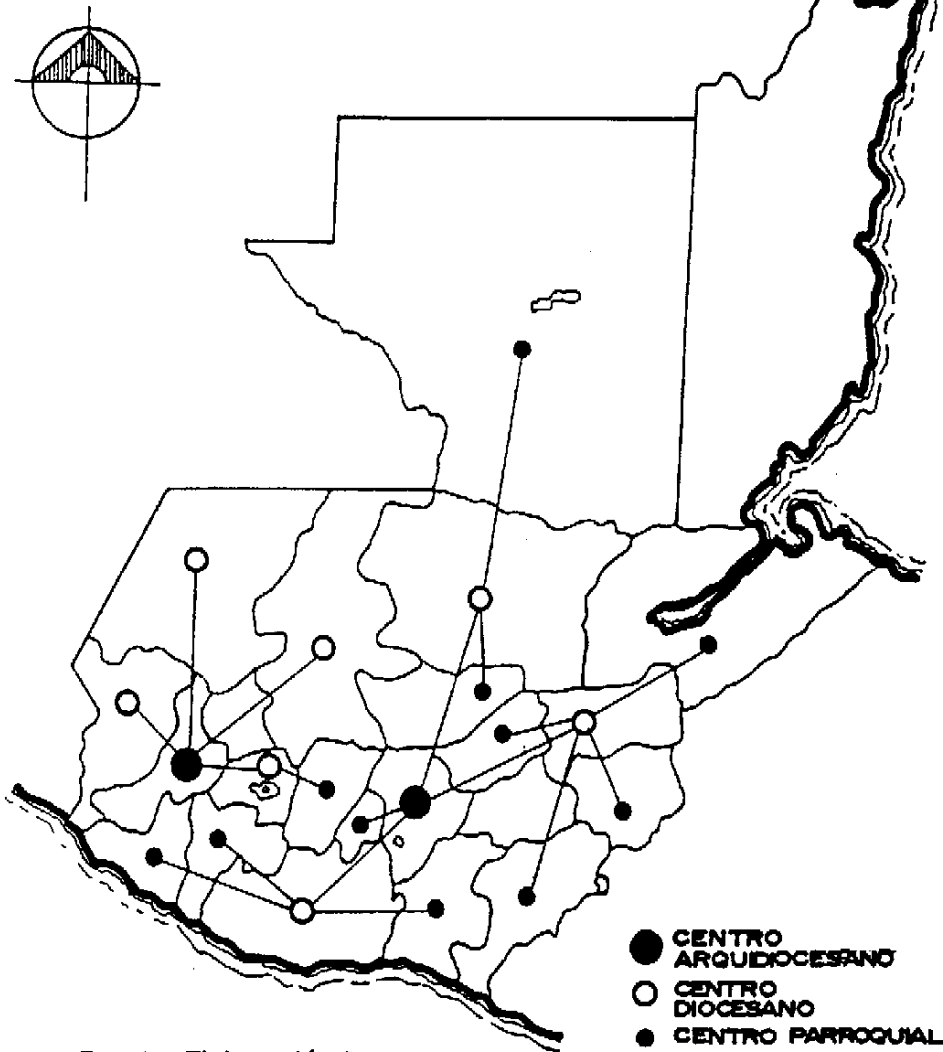 CENTRO
ARQUIDIOCESANO
CENTRO
DIOCESANO
CENTRO PARROQUIAL